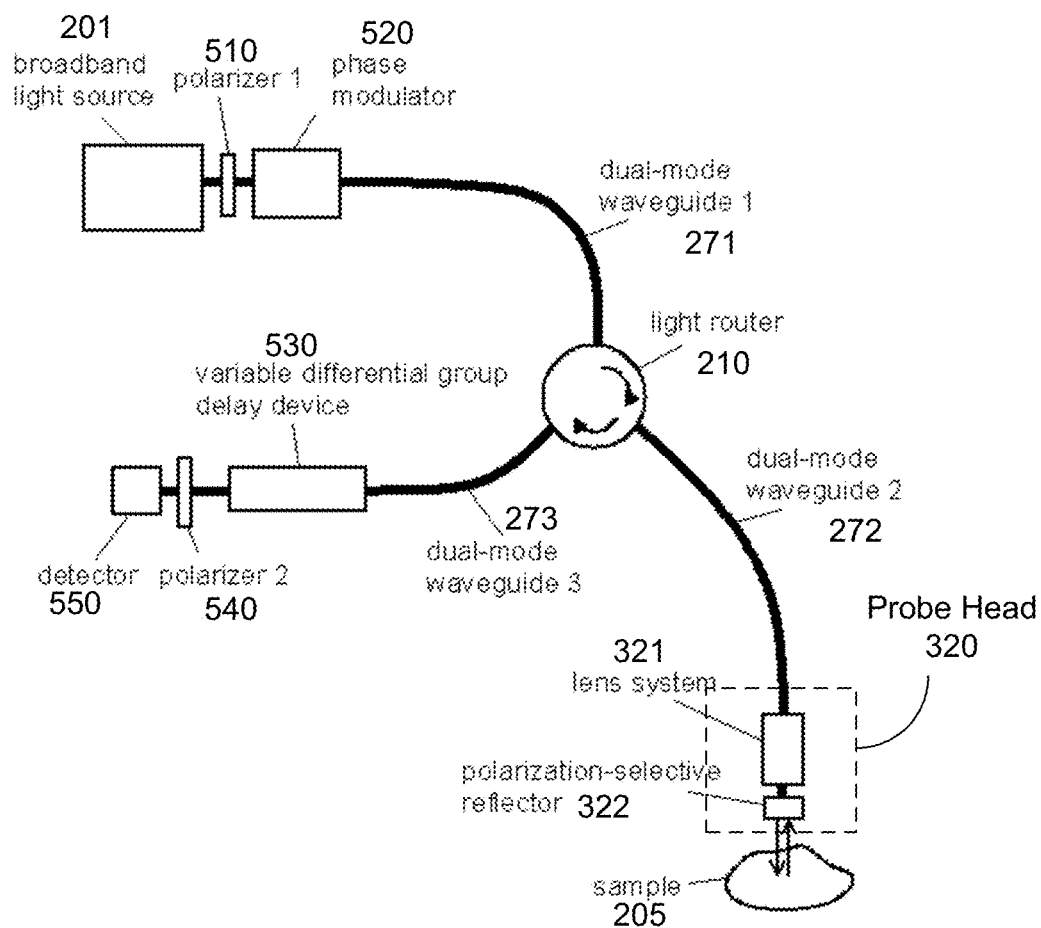 201
broadband
light source
510
polarizer 1
520
phase
modulator
dual-mode
waveguide 1
271
light router
210
530
variable differential group
delay device
dual-mode
waveguide 2
272
273
dual-mode
waveguide 3
detector
550
polarizer 2
540
Probe Head
320
321
lens system
polarization-selective
reflector 322
sample
205